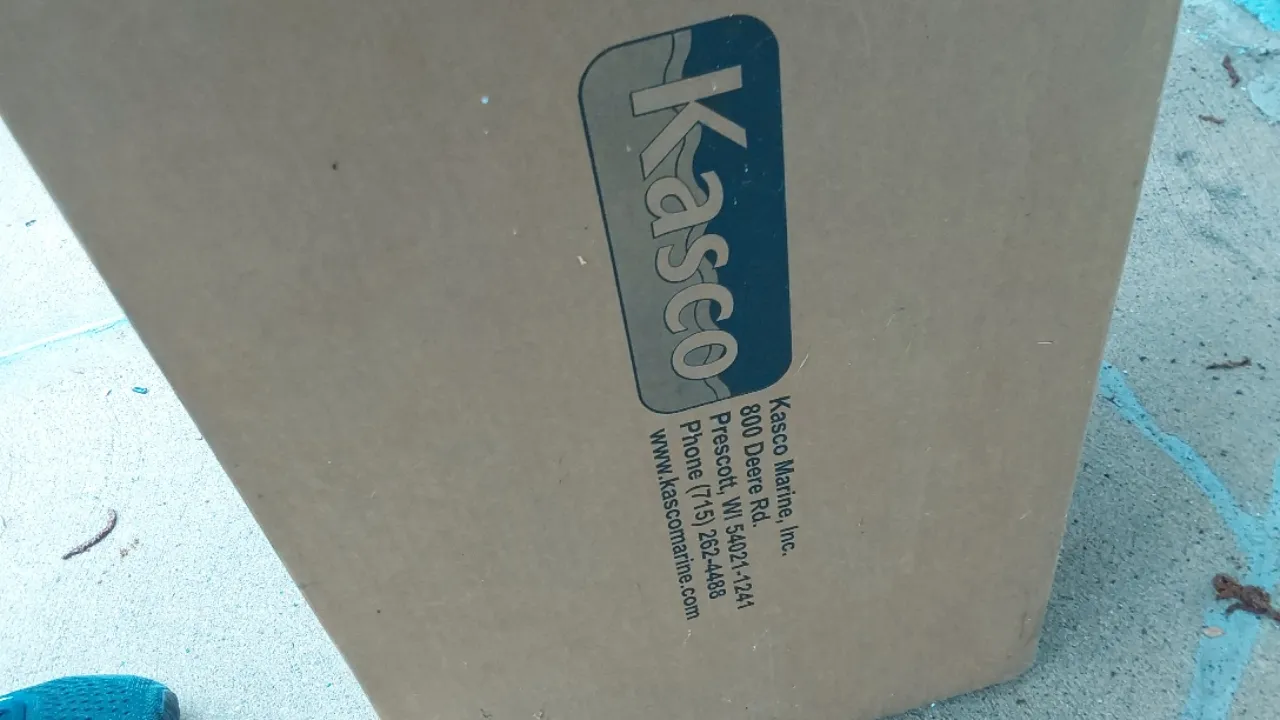 Kasco
Kasco Marine, Inc.
800 Deere Rd.
Prescott, WI 54021-1241
Phone (715) 262-4488
www.kascomarine.com